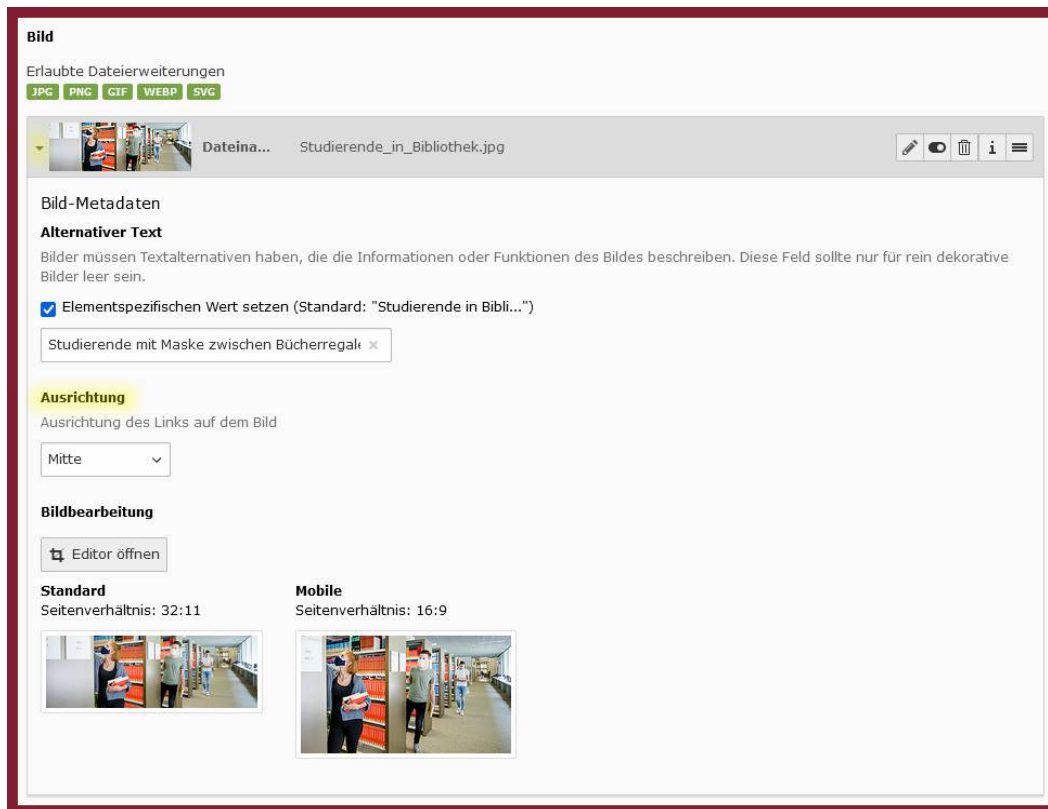 Bild
Erlaubte Dateierweiterungen
JPG PNG GIF WEBP SVG
Dateina... Studierende_in_Bibliothek.jpg
Bild-Metadaten
Alternativer Text
Bilder müssen Textalternativen haben, die die Informationen oder Funktionen des Bildes beschreiben. Diese Feld sollte nur für rein dekorative
Bilder leer sein.
Elementspezifischen Wert setzen (Standard: "Studierende in Bibli...")
Studierende mit Maske zwischen Bücherregale
Ausrichtung
Ausrichtung des Links auf dem Bild
Mitte
Bildbearbeitung
Editor öffnen
Standard Mobile
Seitenverhältnis: 32:11 Seitenverhältnis: 16:9